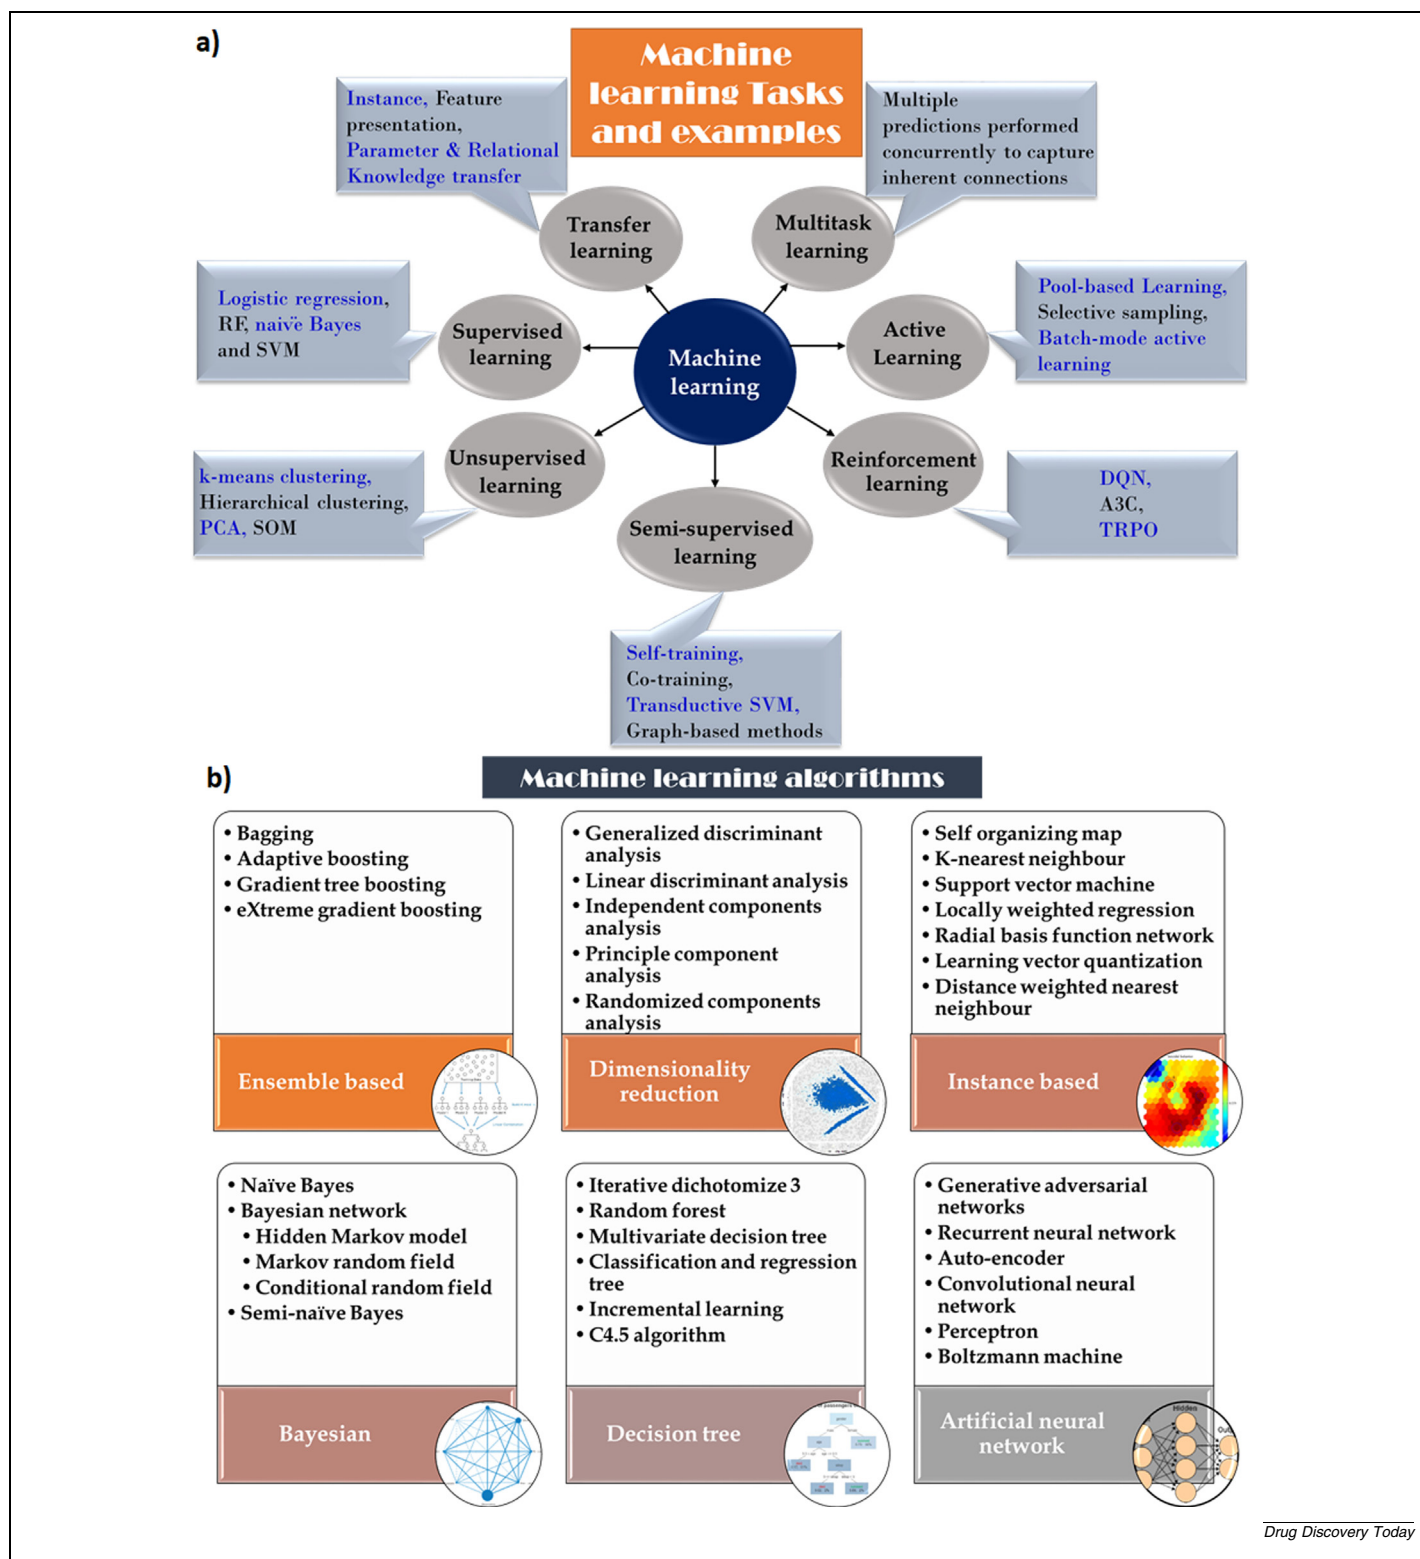 a)
Machine
learning Tasks
and examples
Instance, Feature
presentation,
Parameter & Relational
Knowledge transfer
Multiple
predictions performed
concurrently to capture
inherent connections
Transfer
learning
Multitask
learning
Logistic regression,
RF, naiv̈e Bayes
and SVM
Supervised
learning
Machine
learning
Active
Learning
Pool-based Learning,
Selective sampling,
Batch-mode active
learning
k-means clustering,
Hierarchical clustering,
PCA, SOM
Unsupervised
learning
Reinforcement
learning
DQN,
A3C,
TRPO
Semi-supervised
learning
Self-training,
Co-training,
Transductive SVM,
Graph-based methods
b)
Machine learning algorithms
• Bagging
• Adaptive boosting
• Gradient tree boosting
• eXtreme gradient boosting
Ensemble based
• Generalized discriminant
analysis
• Linear discriminant analysis
• Independent components
analysis
• Principle component
analysis
• Randomized components
analysis
Dimensionality
reduction
• Self organizing map
• K-nearest neighbour
• Support vector machine
• Locally weighted regression
• Radial basis function network
• Learning vector quantization
• Distance weighted nearest
neighbour
Instance based
• Naïve Bayes
• Bayesian network
• Hidden Markov model
• Markov random field
• Conditional random field
• Semi-naïve Bayes
Bayesian
• Iterative dichotomize 3
• Random forest
• Multivariate decision tree
• Classification and regression
tree
• Incremental learning
• C4.5 algorithm
Decision tree
• Generative adversarial
networks
• Recurrent neural network
• Auto-encoder
• Convolutional neural
network
• Perceptron
• Boltzmann machine
Artificial neural
network
Hidden
Drug Discovery Today